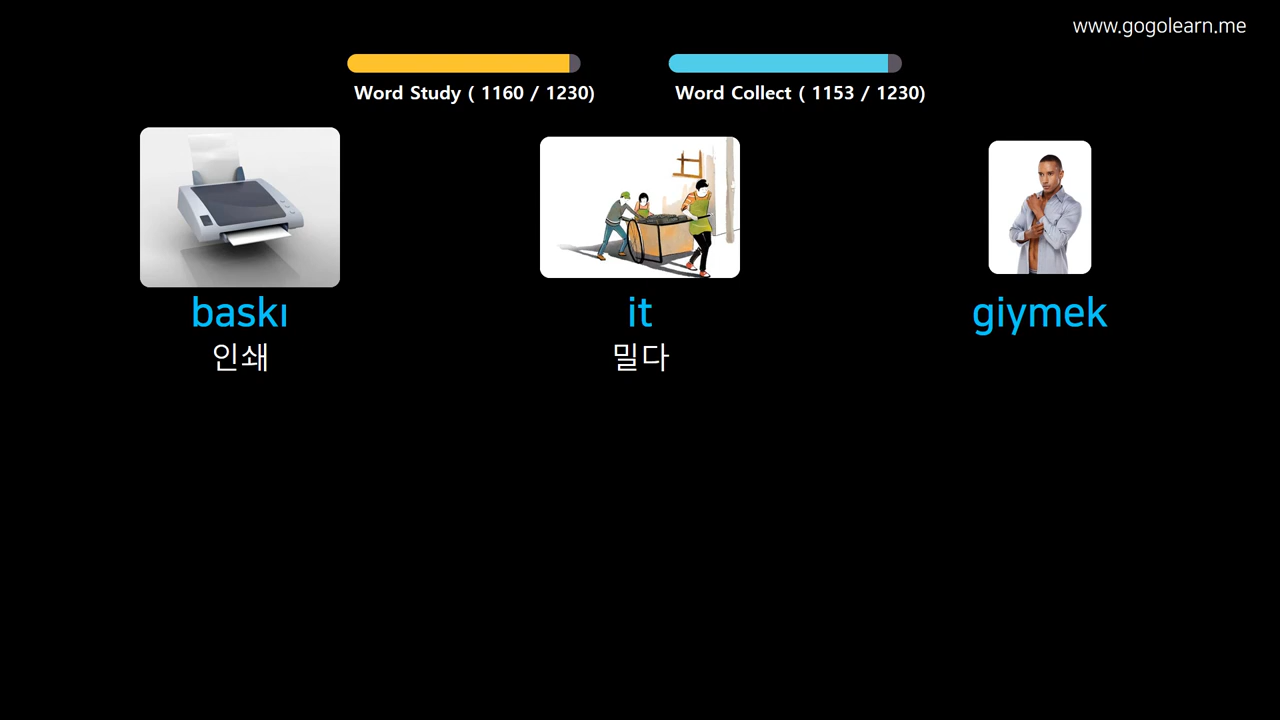 www.gogolearn.me
Word Study ( 1160 / 1230)
Word Collect ( 1153 / 1230)
baskı
인쇄
it
밀다
giymek